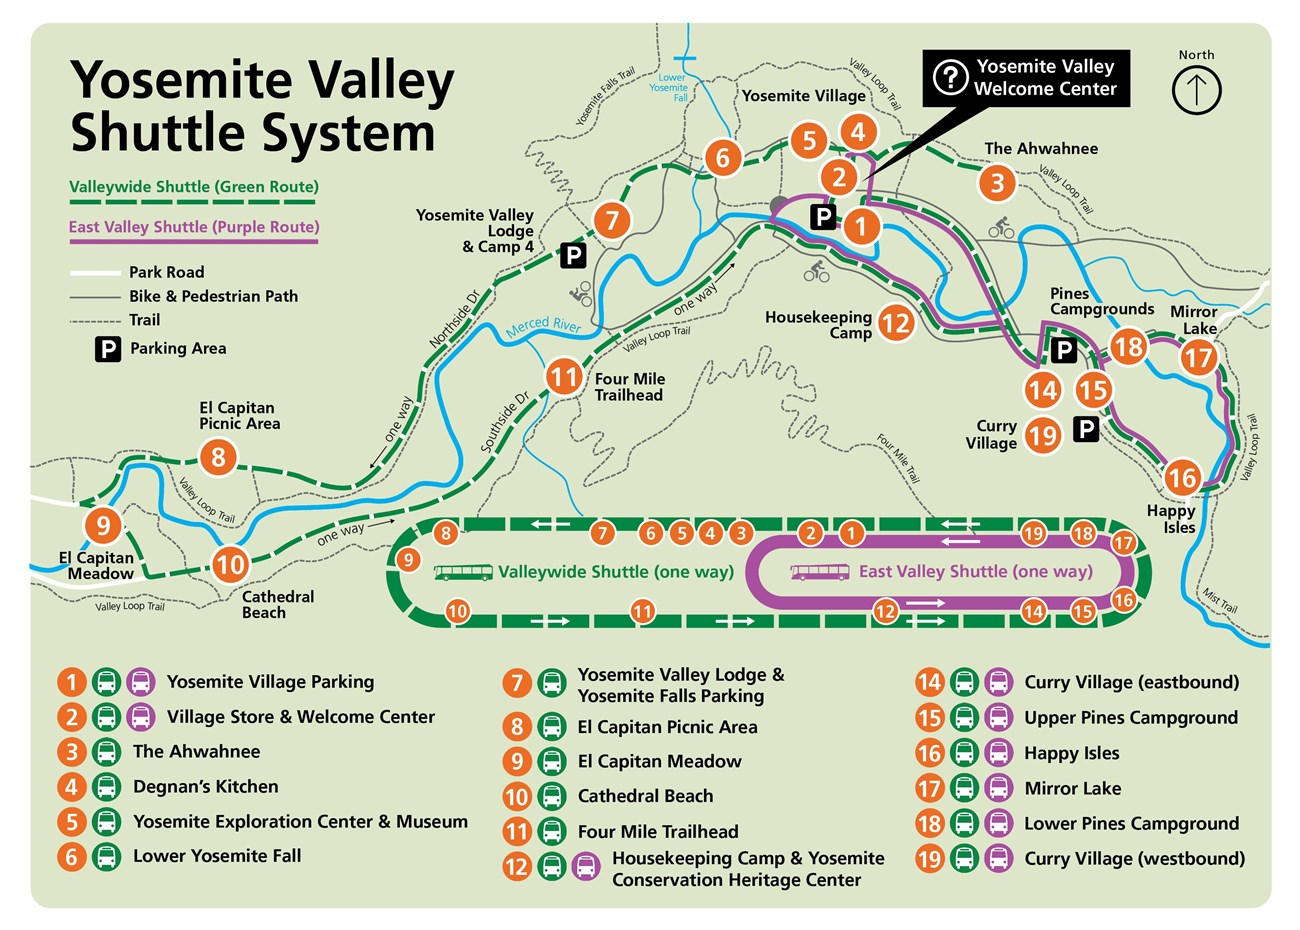 Yosemite Valley
Shuttle System
Valleywide Shuttle (Green Route)
East Valley Shuttle (Purple Route)
Park Road
Bike & Pedestrian Path
Trail
P Parking Area
North
? Yosemite Valley
Welcome Center
Lower
Yosemite
Fall
Yosemite Falls Trail
Yosemite Village
Valley Loop Trail
The Ahwahnee
Valley Loop Trail
1
2
3
4
5
6
7
P
P
Yosemite Valley
Lodge
& Camp 4
Northside Dr
one way
Merced River
one way
Valley Loop Trail
Housekeeping
Camp
12
Pines
Campgrounds
Mirror
Lake
P
18
17
14
15
Curry
Village
19
P
11
Four Mile
Trailhead
Southside Dr
Four Mile Trail
Valley Loop Trail
16
Happy
Isles
Mist Trail
El Capitan
Picnic Area
8
Valley Loop Trail
9
El Capitan
Meadow
one way
10
Cathedral
Beach
Valley Loop Trail
8 7 6 5 4 3 2 1 19 18 17
9
Valleywide Shuttle (one way)
East Valley Shuttle (one way)
10 11 12 14 15 16
1 Yosemite Village Parking
2 Village Store & Welcome Center
3 The Ahwahnee
4 Degnan’s Kitchen
5 Yosemite Exploration Center & Museum
6 Lower Yosemite Fall
7 Yosemite Valley Lodge &
Yosemite Falls Parking
8 El Capitan Picnic Area
9 El Capitan Meadow
10 Cathedral Beach
11 Four Mile Trailhead
12 Housekeeping Camp & Yosemite
Conservation Heritage Center
14 Curry Village (eastbound)
15 Upper Pines Campground
16 Happy Isles
17 Mirror Lake
18 Lower Pines Campground
19 Curry Village (westbound)